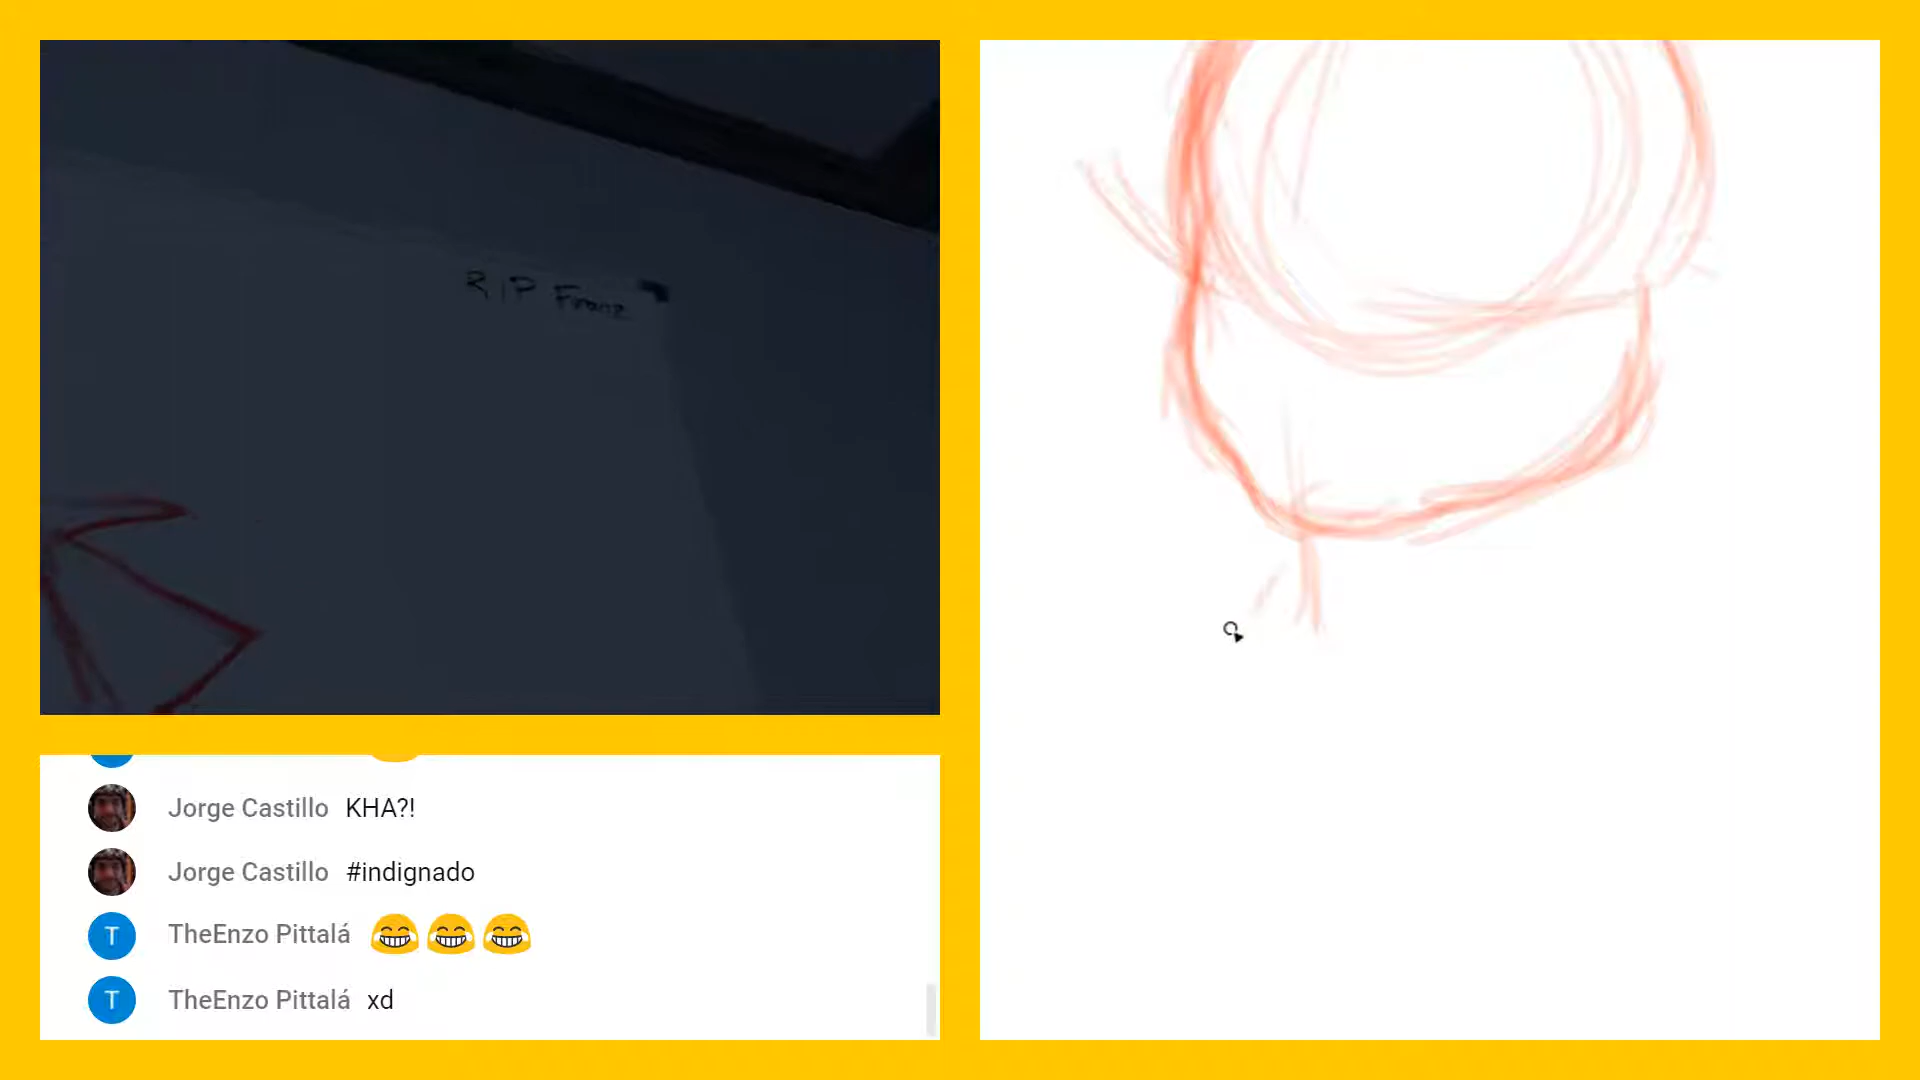 RIP Franz
Jorge Castillo KHA?!
Jorge Castillo #indignado
T TheEnzo Pittalá 😂😂😂
T TheEnzo Pittalá xd